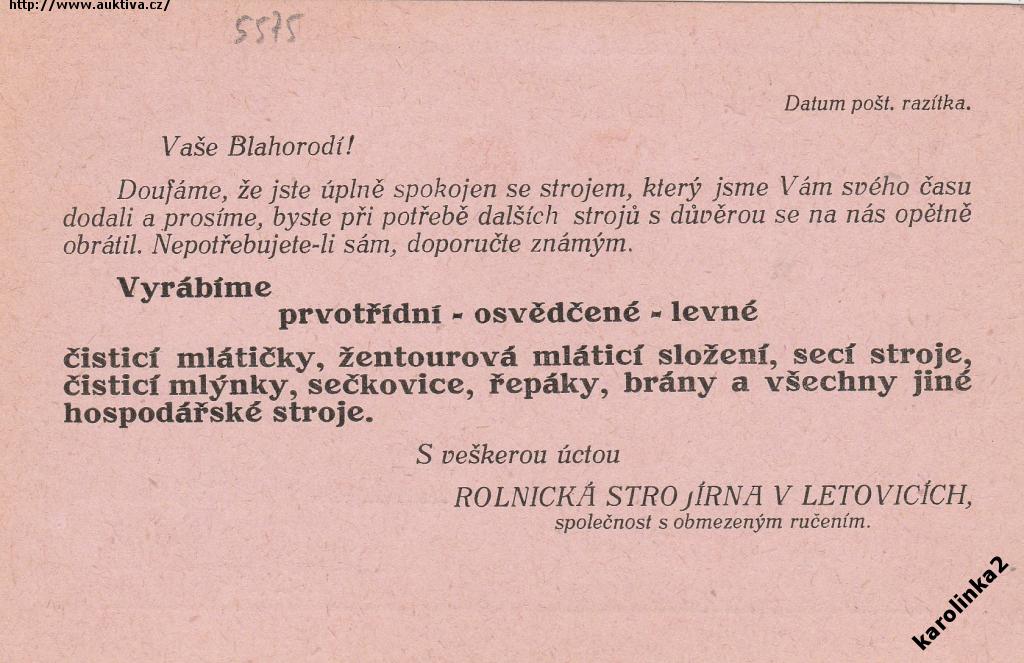 http://www.auktiva.cz/
5575
Datum pošt. razítka.
Vaše Blahorodí!
Doufáme, že jste úplně spokojen se strojem, který jsme Vám svého času
dodali a prosíme, byste při potřebě dalších strojů s důvěrou se na nás opětně
obrátil. Nepotřebujete-li sám, doporučte známým.
Vyrábíme
prvotřídní - osvědčené - levné
čisticí mlátičky, žentourová mláticí složení, secí stroje,
čisticí mlýnky, sečkovice, řepáky, brány a všechny jiné
hospodářské stroje.
S veškerou úctou
ROLNICKÁ STROJÍRNA V LETOVICÍCH,
společnost s obmezeným ručením.
karolinka2